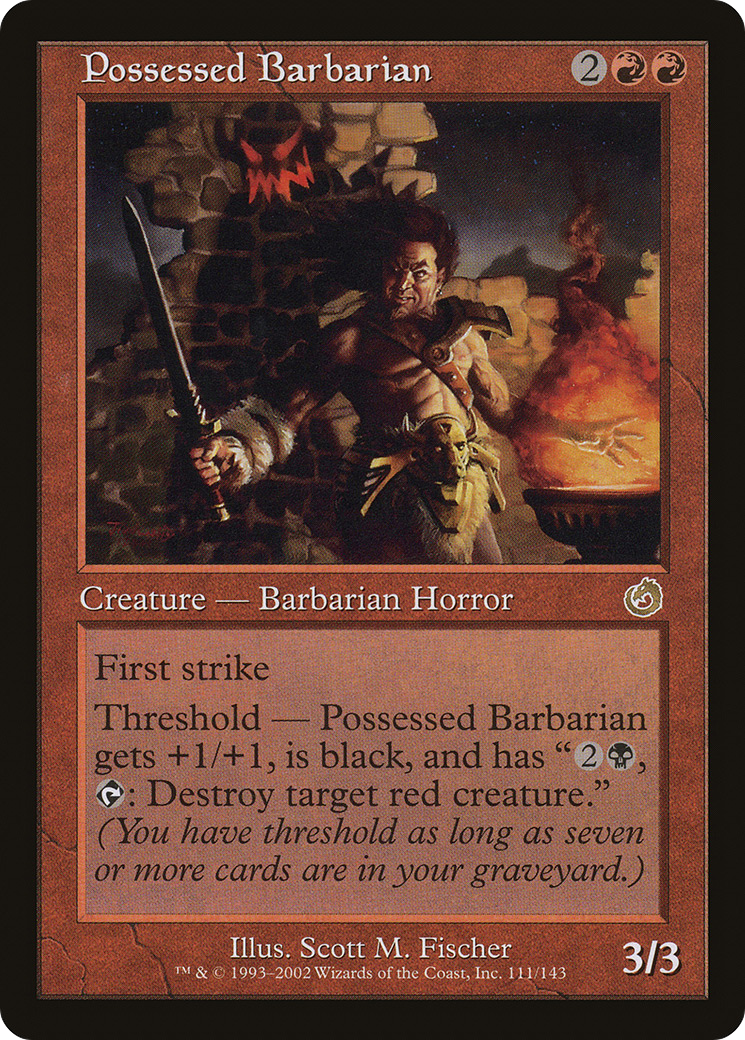 Possessed Barbarian 2
Creature — Barbarian Horror
First strike
Threshold — Possessed Barbarian
gets +1/+1, is black, and has “2 ,
: Destroy target red creature.”
(You have threshold as long as seven
or more cards are in your graveyard.)
Illus. Scott M. Fischer
™ & © 1993–2002 Wizards of the Coast, Inc. 111/143
3/3